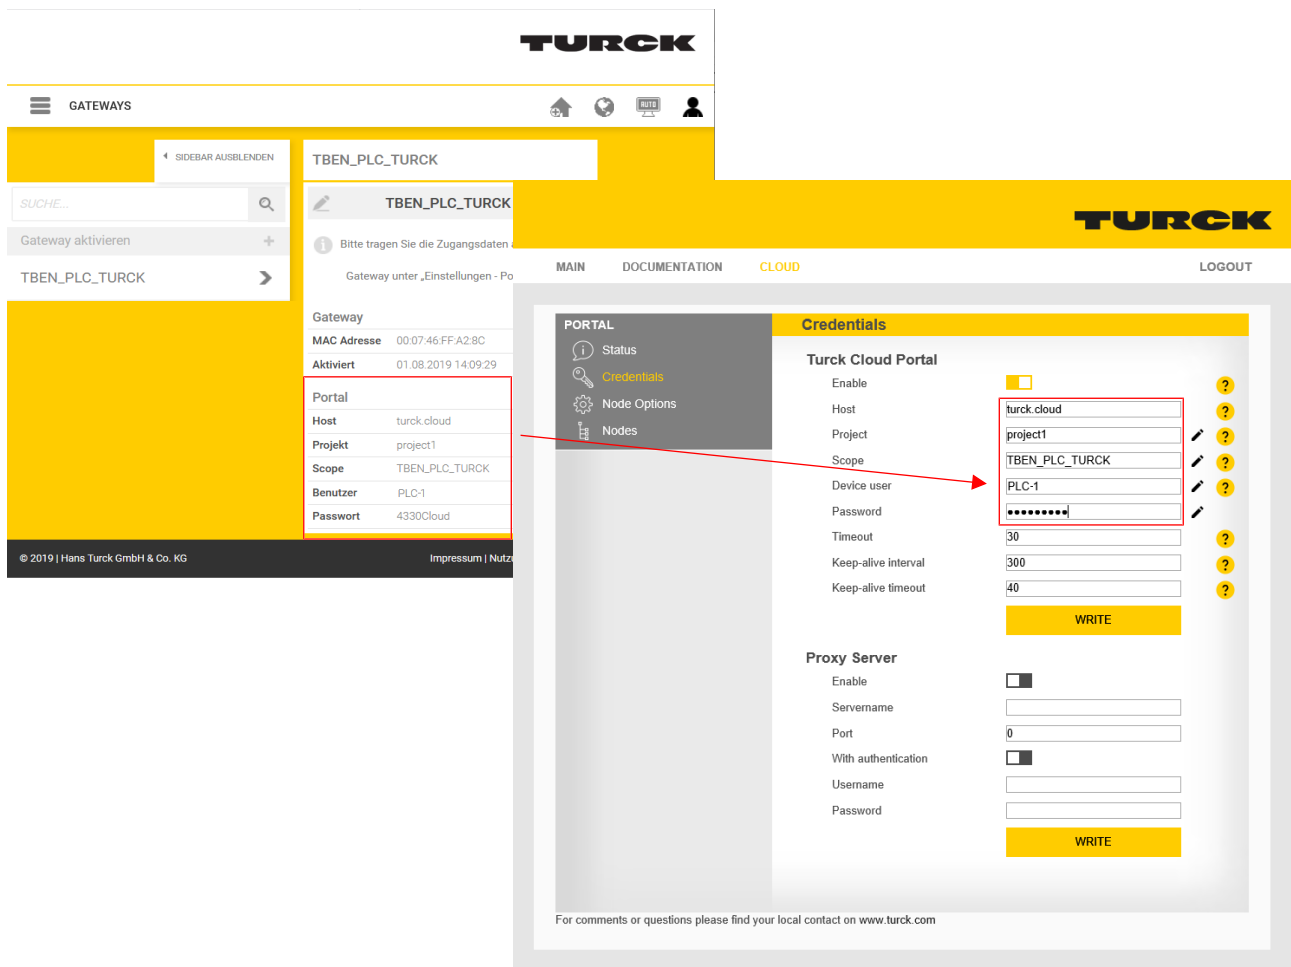 TURCK
GATEWAYS
AUTO
SIDEBAR AUSBLENDEN
SUCHE...
Gateway aktivieren
TBEN_PLC_TURCK
TBEN_PLC_TURCK
TBEN_PLC_TURCK
Bitte tragen Sie die Zugangsdaten
Gateway unter „Einstellungen - Po
Gateway
MAC Adresse 00:07:46:FF:A2:8C
Aktiviert 01.08.2019 14:09:29
Portal
Host turck.cloud
Projekt project1
Scope TBEN_PLC_TURCK
Benutzer PLC-1
Passwort 4330Cloud
© 2019 | Hans Turck GmbH & Co. KG
Impressum | Nutzu
TURCK
MAIN DOCUMENTATION CLOUD LOGOUT
PORTAL
Status
Credentials
Node Options
Nodes
Credentials
Turck Cloud Portal
Enable ?
Host turck.cloud ?
Project project1 ?
Scope TBEN_PLC_TURCK ?
Device user PLC-1 ?
Password •••••••••
Timeout 30 ?
Keep-alive interval 300 ?
Keep-alive timeout 40 ?
WRITE
Proxy Server
Enable
Servername
Port 0
With authentication
Username
Password
WRITE
For comments or questions please find your local contact on www.turck.com